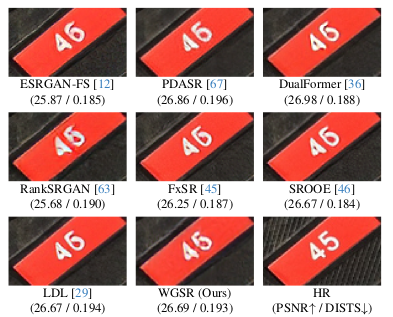 46 46 46
ESRGAN-FS [12] PDASR [67] DualFormer [36]
(25.87 / 0.185) (26.86 / 0.196) (26.98 / 0.188)
46 46 46
RankSRGAN [63] FxSR [45] SROOE [46]
(25.68 / 0.190) (26.25 / 0.187) (26.67 / 0.184)
46 46 46
LDL [29] WGSR (Ours) HR
(26.67 / 0.194) (26.69 / 0.193) (PSNR↑ / DISTS↓)